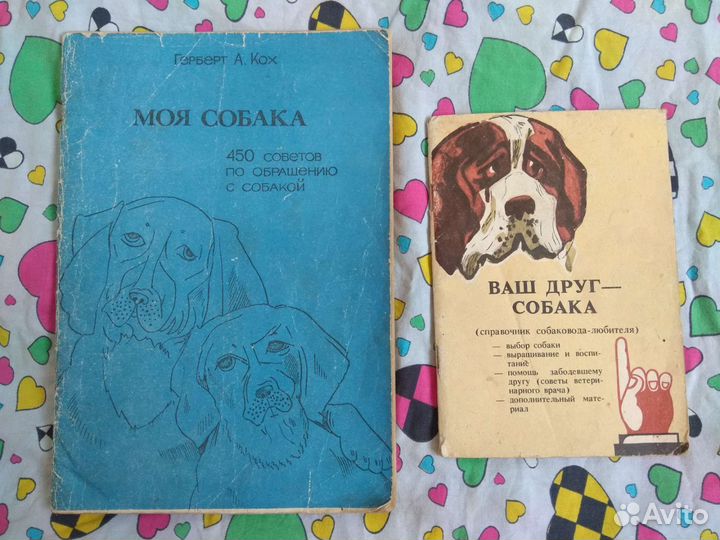 Герберт А. Кох
МОЯ СОБАКА
450 советов
по обращению
с собакой
ВАШ ДРУГ —
СОБАКА
(справочник собаковода-любителя)
— выбор собаки
— выращивание и воспи-
тание
— помощь заболевшему
другу (советы ветери-
нарного врача)
— дополнительный мате-
риал
Avito